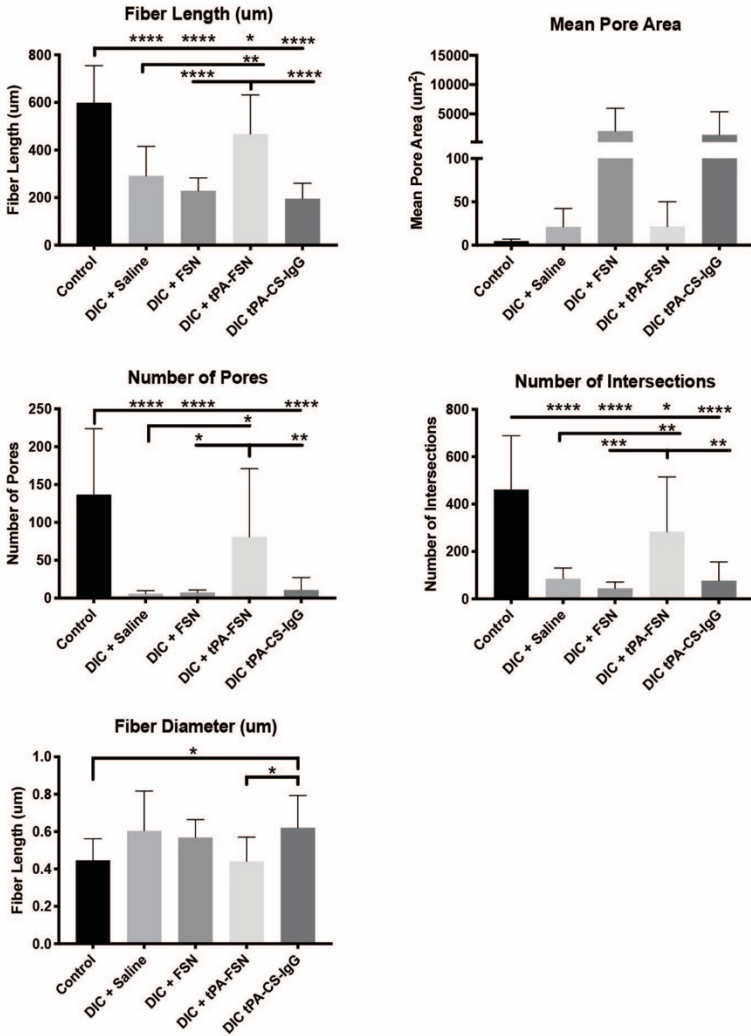 Fiber Length (um)
**** **** * ****
**
**** ****
800
600
400
200
0
Fiber Length (um)
Control
DIC + Saline
DIC + FSN
DIC + tPA-FSN
DIC tPA-CS-IgG
Mean Pore Area
15000
5000
100
50
0
Mean Pore Area (um²)
Control
DIC + Saline
DIC + FSN
DIC + tPA-FSN
DIC tPA-CS-IgG
Number of Pores
**** **** ****
*
* **
250
200
150
100
50
0
Number of Pores
Control
DIC + Saline
DIC + FSN
DIC + tPA-FSN
DIC tPA-CS-IgG
Number of Intersections
**** **** * ****
**
*** **
800
600
400
200
0
Number of Intersections
Control
DIC + Saline
DIC + FSN
DIC + tPA-FSN
DIC tPA-CS-IgG
Fiber Diameter (um)
*
*
1.0
0.8
0.6
0.4
0.2
0.0
Fiber Length (um)
Control
DIC + Saline
DIC + FSN
DIC + tPA-FSN
DIC tPA-CS-IgG